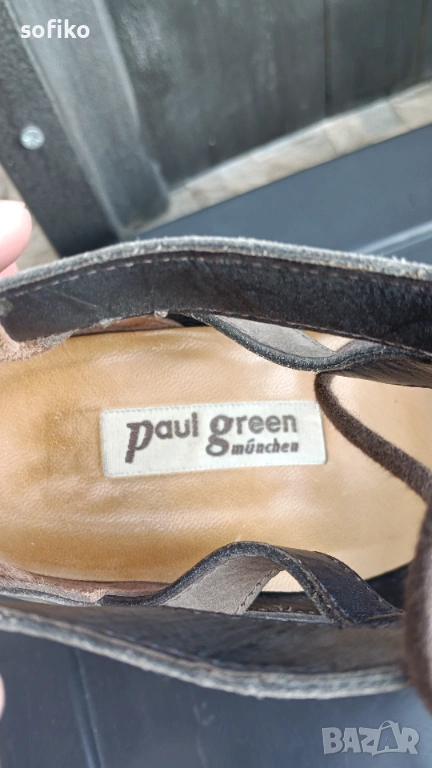 sofiko
paul green
münchen
BAZAR